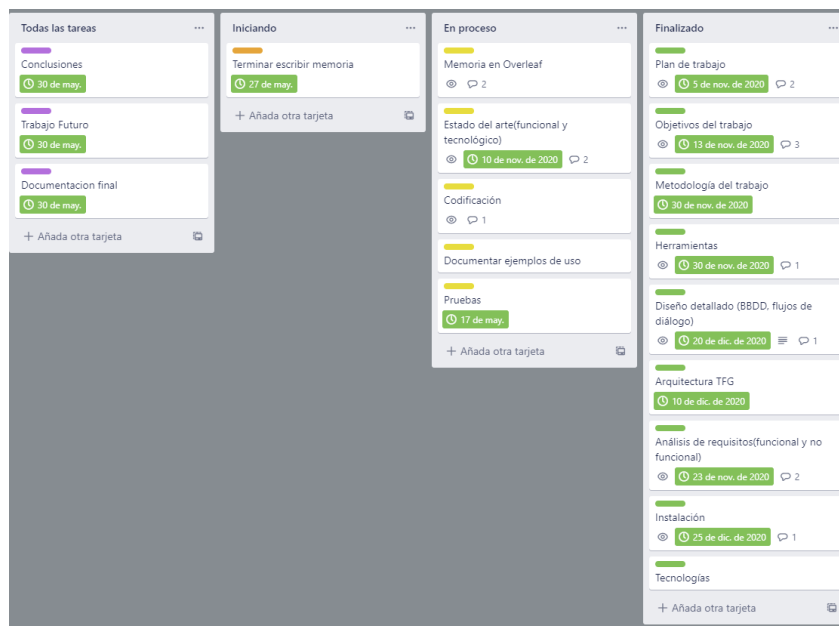 Todas las tareas
Conclusiones
30 de may.
Trabajo Futuro
30 de may.
Documentacion final
30 de may.
+ Añada otra tarjeta
Iniciando
Terminar escribir memoria
27 de may.
+ Añada otra tarjeta
En proceso
Memoria en Overleaf
2
Estado del arte(funcional y
tecnológico)
10 de nov. de 2020 2
Codificación
1
Documentar ejemplos de uso
Pruebas
17 de may.
+ Añada otra tarjeta
Finalizado
Plan de trabajo
5 de nov. de 2020 2
Objetivos del trabajo
13 de nov. de 2020 3
Metodología del trabajo
30 de nov. de 2020
Herramientas
30 de nov. de 2020 1
Diseño detallado (BBDD, flujos de
diálogo)
20 de dic. de 2020 1
Arquitectura TFG
10 de dic. de 2020
Análisis de requisitos(funcional y no
funcional)
23 de nov. de 2020 2
Instalación
25 de dic. de 2020 1
Tecnologías
+ Añada otra tarjeta